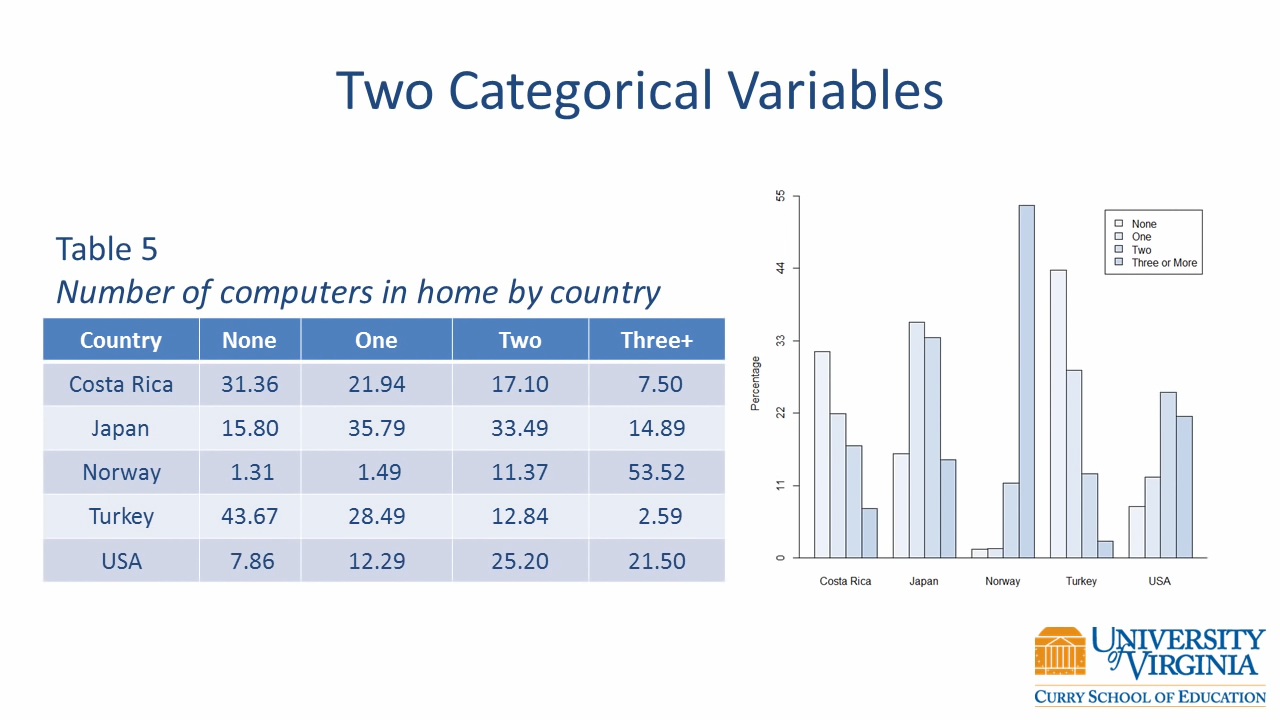 Two Categorical Variables
Table 5
Number of computers in home by country
Country None One Two Three+
Costa Rica 31.36 21.94 17.10 7.50
Japan 15.80 35.79 33.49 14.89
Norway 1.31 1.49 11.37 53.52
Turkey 43.67 28.49 12.84 2.59
USA 7.86 12.29 25.20 21.50
Percentage
55
44
33
22
11
0
None
One
Two
Three or More
Costa Rica Japan Norway Turkey USA
UNIVERSITY
of VIRGINIA
CURRY SCHOOL OF EDUCATION